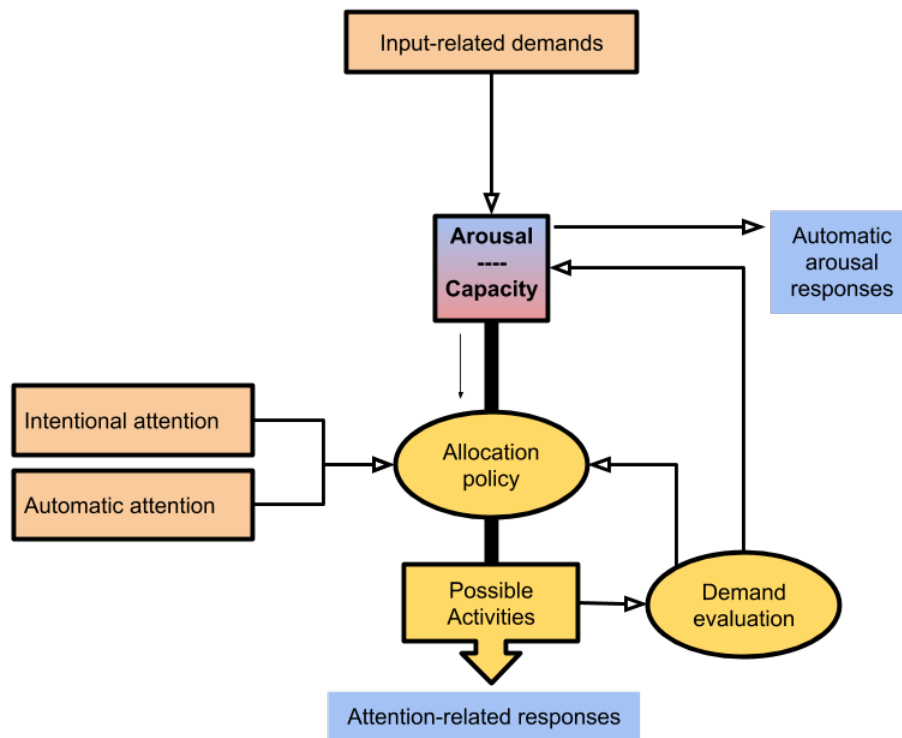 Input-related demands
Arousal
----
Capacity
Automatic
arousal
responses
Intentional attention
Automatic attention
Allocation
policy
Possible
Activities
Demand
evaluation
Attention-related responses